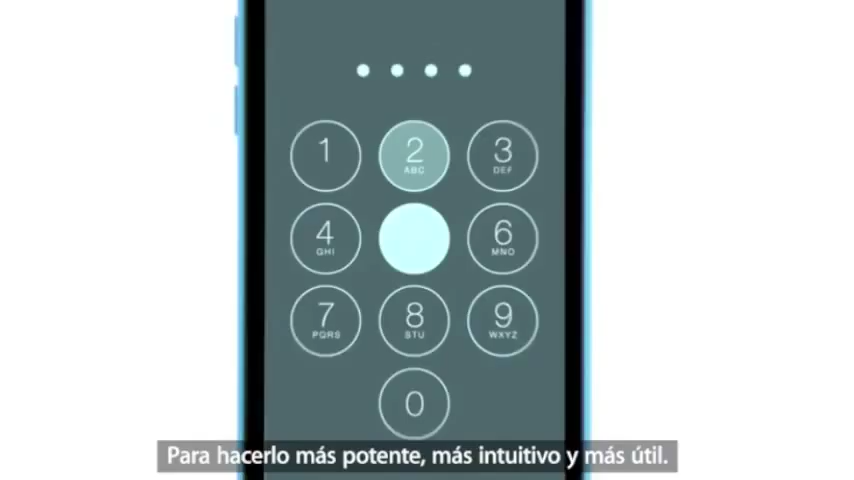 1 2 3
ABC DEF
4 6
GHI MNO
7 8 9
PQRS STU WXYZ
0
Para hacerlo más potente, más intuitivo y más útil.